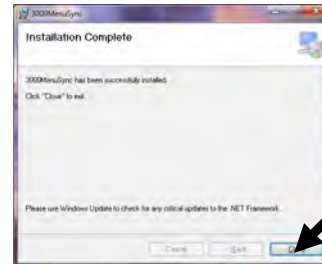 3000MenuSync
Installation Complete
3000MenuSync has been successfully installed.
Click "Close" to exit.
Please use Windows Update to check for any critical updates to the .NET Framework.
Cancel
Back